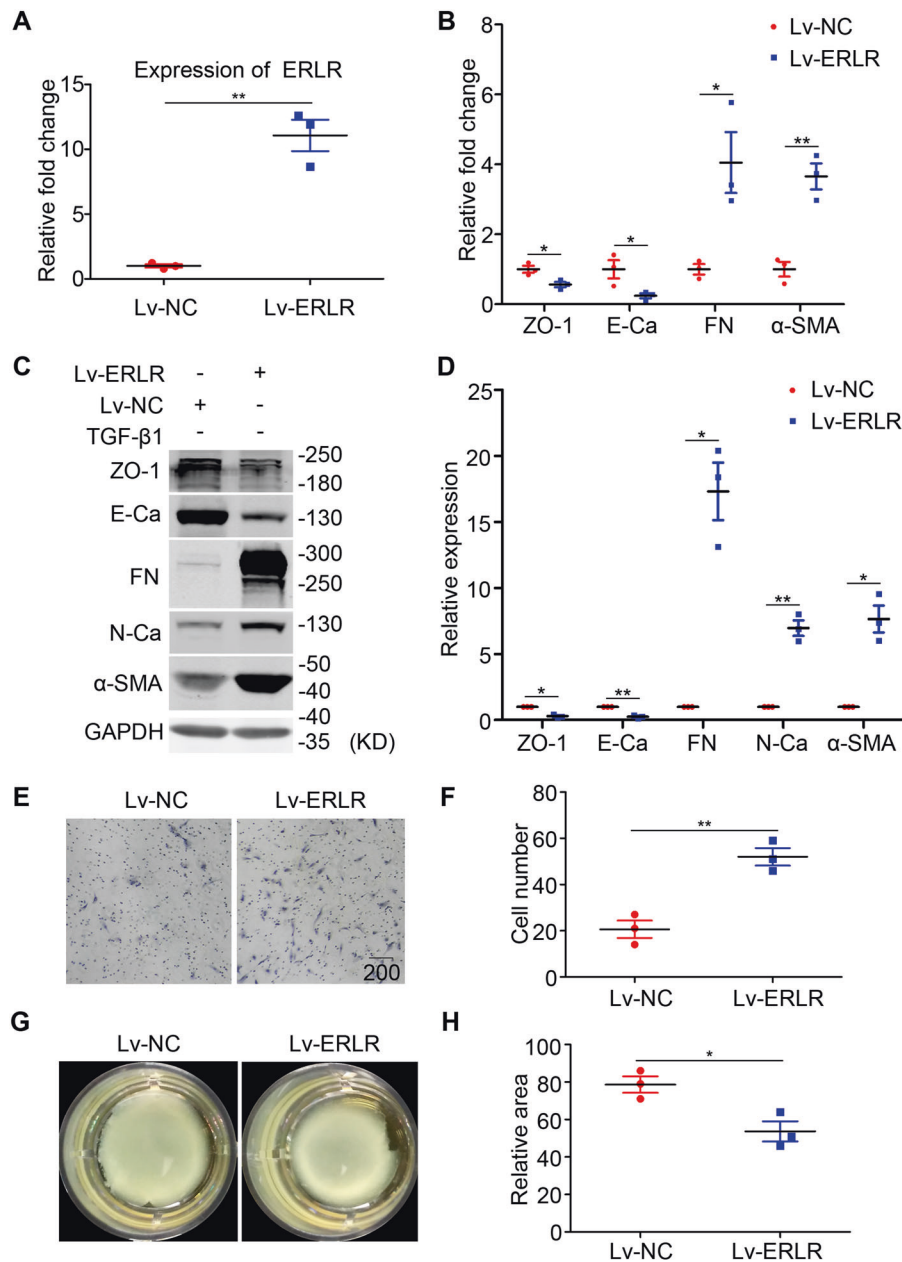 A
Expression of ERLR
**
Relative fold change
15
10
5
0
Lv-NC
Lv-ERLR
B
Lv-NC
Lv-ERLR
Relative fold change
8
6
4
2
0
*
*
*
**
ZO-1
E-Ca
FN
α-SMA
C
Lv-ERLR - +
Lv-NC + -
TGF-β1 - -
ZO-1
-250
-180
E-Ca
-130
FN
-300
-250
N-Ca
-130
α-SMA
-50
-40
GAPDH
-40
-35 (KD)
D
Lv-NC
Lv-ERLR
Relative expression
25
20
15
10
5
0
*
**
*
**
*
ZO-1
E-Ca
FN
N-Ca
α-SMA
E
Lv-NC
Lv-ERLR
200
F
Cell number
80
60
40
20
0
**
Lv-NC
Lv-ERLR
G
Lv-NC
Lv-ERLR
H
Relative area
100
80
60
40
20
0
*
Lv-NC
Lv-ERLR